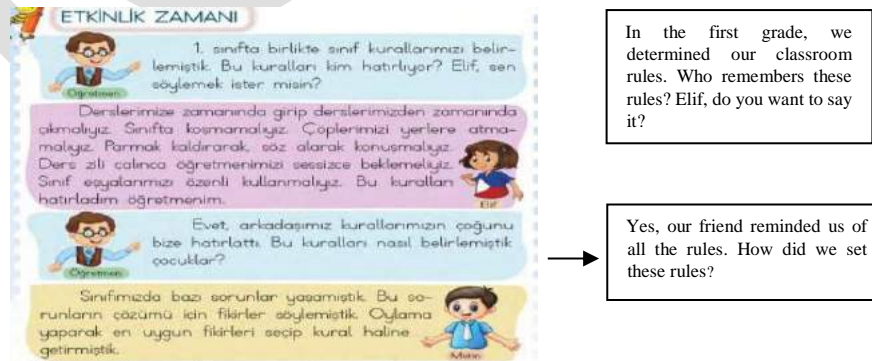 ETKİNLİK ZAMANI
1. sınıfta birlikte sınıf kurallarımızı belir-
lemiştik. Bu kuralları kim hatırlıyor? Elif, sen
söylemek ister misin?
Öğretmen
Derslerimize zamanında girip derslerimizden zamanında
çıkmalıyız. Sınıfta koşmamalıyız. Çöplerimizi yerlere atma-
malıyız. Parmak kaldırarak, söz alarak konuşmalıyız.
Ders zili çalınca öğretmenimizi sessizce beklemeliyiz.
Sınıf eşyalarımızı özenli kullanmalıyız. Bu kuralları
hatırladım öğretmenim.
Elif
Evet, arkadaşımız kurallarımızın çoğunu
bize hatırlattı. Bu kuralları nasıl belirlemiştik
çocuklar?
Öğretmen
Sınıfımızda bazı sorunlar yaşamıştık. Bu so-
runların çözümü için fikirler söylemiştik. Oylama
yaparak en uygun fikirleri seçip kural haline
getirmiştik.
Metin
In the first grade, we
determined our classroom
rules. Who remembers these
rules? Elif, do you want to say
it?
Yes, our friend reminded us of
all the rules. How did we set
these rules?